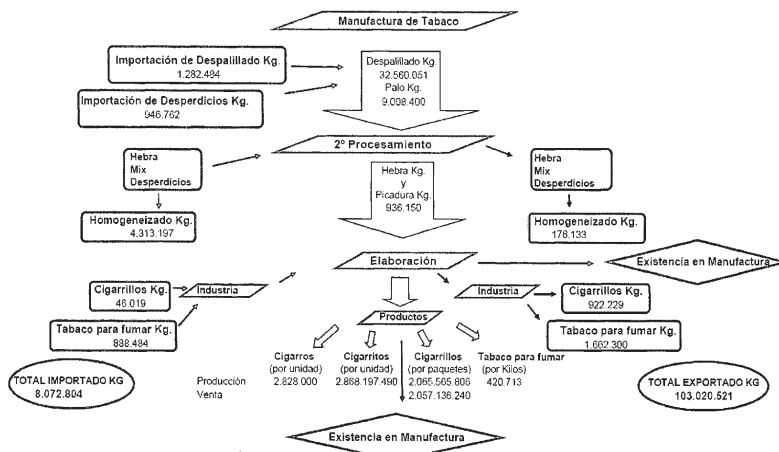 Manufactura de Tabaco
Importación de Despalillado Kg.
1.282.484
Importación de Desperdicios Kg.
946.762
Despalillado Kg.
32.560.051
Palo Kg.
9.008.400
2º Procesamiento
Hebra
Mix
Desperdicios
Hebra Kg.
y
Picadura Kg.
936.150
Hebra
Mix
Desperdicios
Homogeneizado Kg.
4.313.197
Homogeneizado Kg.
176.133
Elaboración
Existencia en Manufactura
Cigarrillos Kg.
46.019
Industria
Industria
Cigarrillos Kg.
922.229
Tabaco para fumar Kg.
888.484
Productos
Tabaco para fumar Kg.
1.662.300
TOTAL IMPORTADO KG
8.072.804
Cigarros Cigarritos Cigarrillos Tabaco para fumar
(por unidad) (por unidad) (por paquetes) (por Kilos)
Producción 2.828.000 2.868.197.490 2.065.565.806 420.713
Venta 2.057.136.240
TOTAL EXPORTADO KG
103.020.521
Existencia en Manufactura